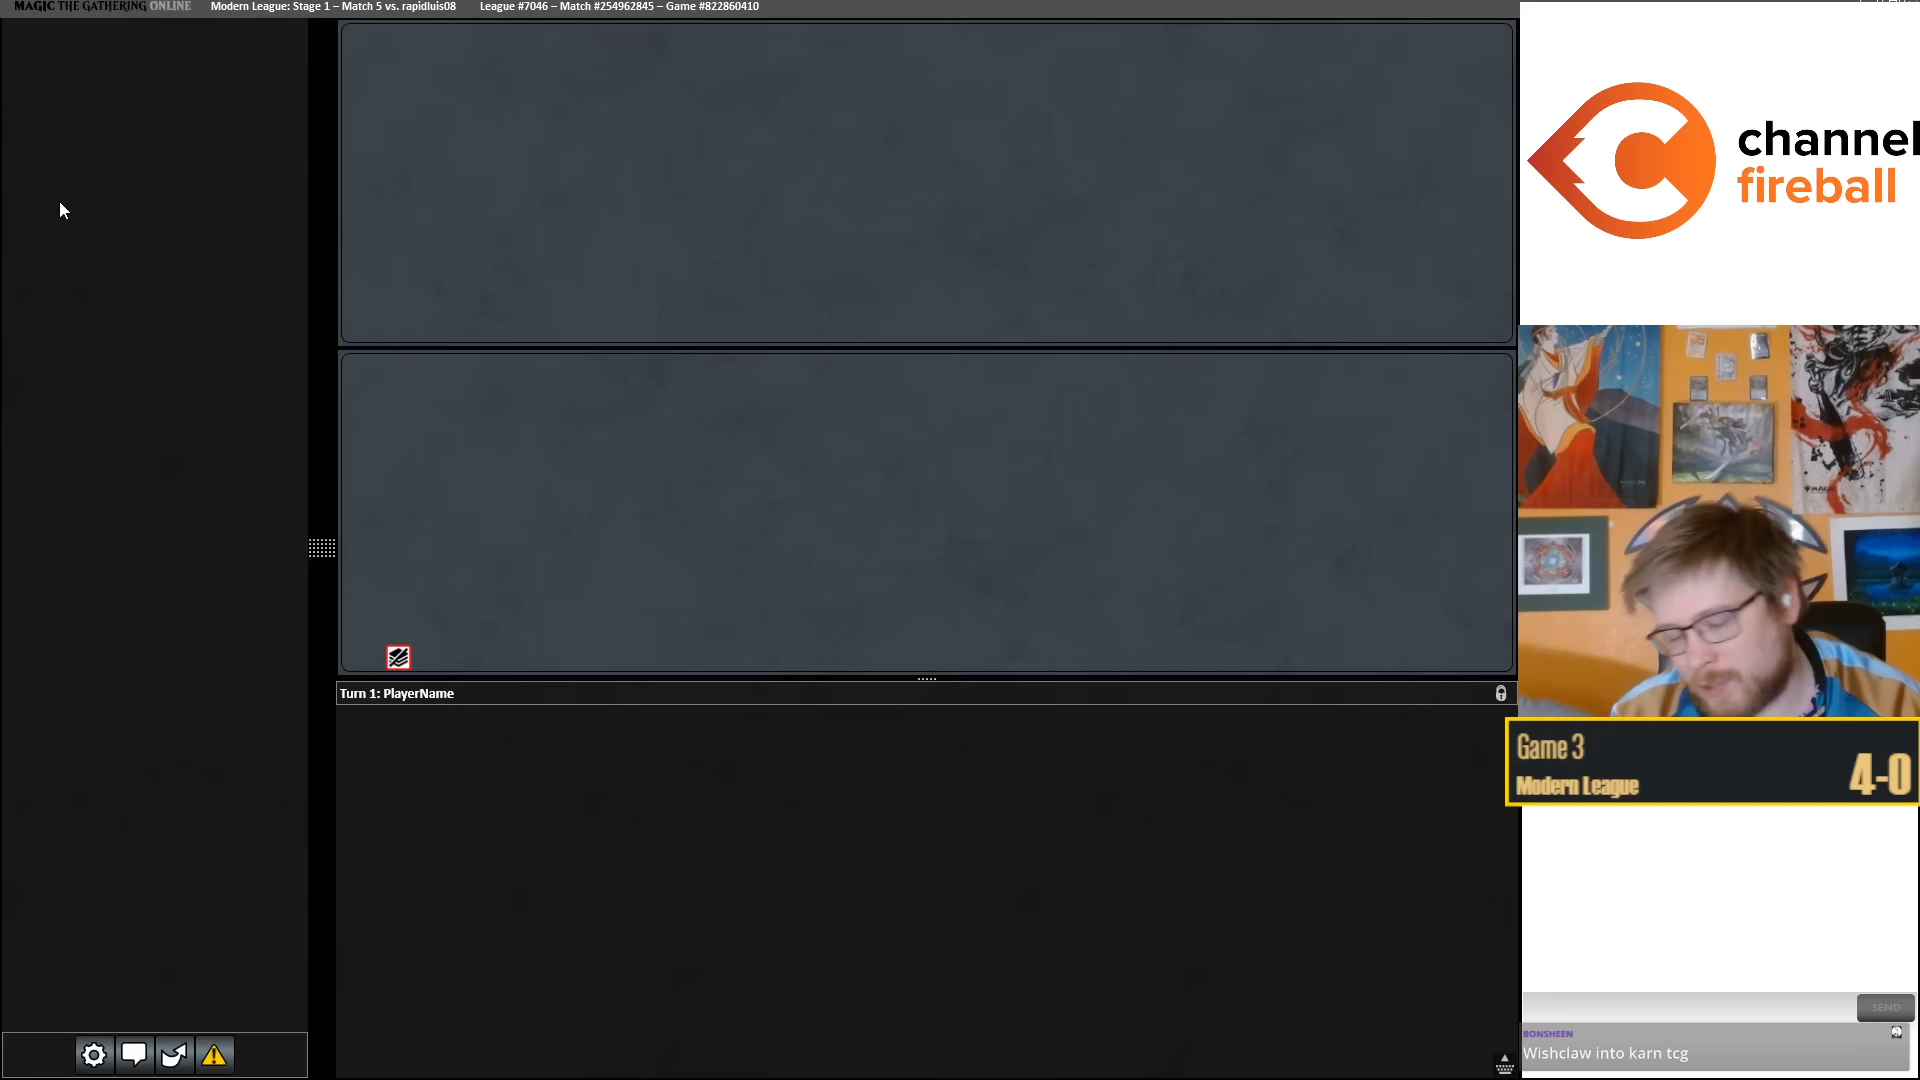 MAGIC THE GATHERING ONLINE
Modern League: Stage 1 – Match 5 vs. rapidluis08
League #7046 – Match #254962845 – Game #822860410
channel
fireball
Turn 1: PlayerName
Game 3
Modern League
4-0
SEND
BONSHEEN
Wishclaw into karn tcg